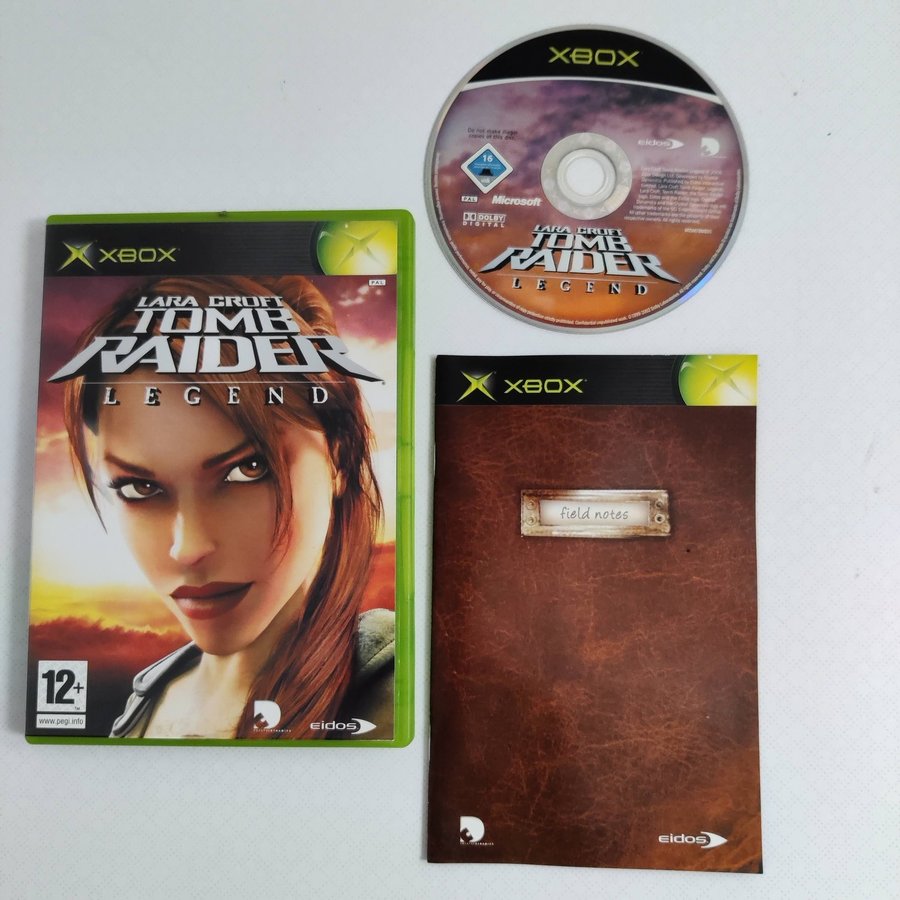 XBOX
PAL
LARA CROFT
TOMB
RAIDER
LEGEND
12+
www.pegi.info
eidos
XBOX
Do not make illegal
copies of this disc.
eidos
16
PAL
Microsoft
DOLBY
DIGITAL
LARA CROFT
TOMB
RAIDER
LEGEND
XBOX
field notes
eidos